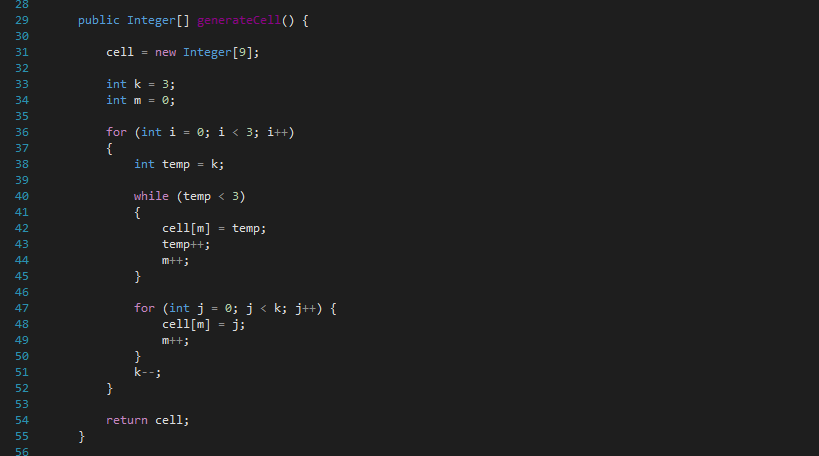 28
29 public Integer[] generateCell() {
30
31 cell = new Integer[9];
32
33 int k = 3;
34 int m = 0;
35
36 for (int i = 0; i < 3; i++)
37 {
38 int temp = k;
39
40 while (temp < 3)
41 {
42 cell[m] = temp;
43 temp++;
44 m++;
45 }
46
47 for (int j = 0; j < k; j++) {
48 cell[m] = j;
49 m++;
50 }
51 k--;
52 }
53
54 return cell;
55 }
56